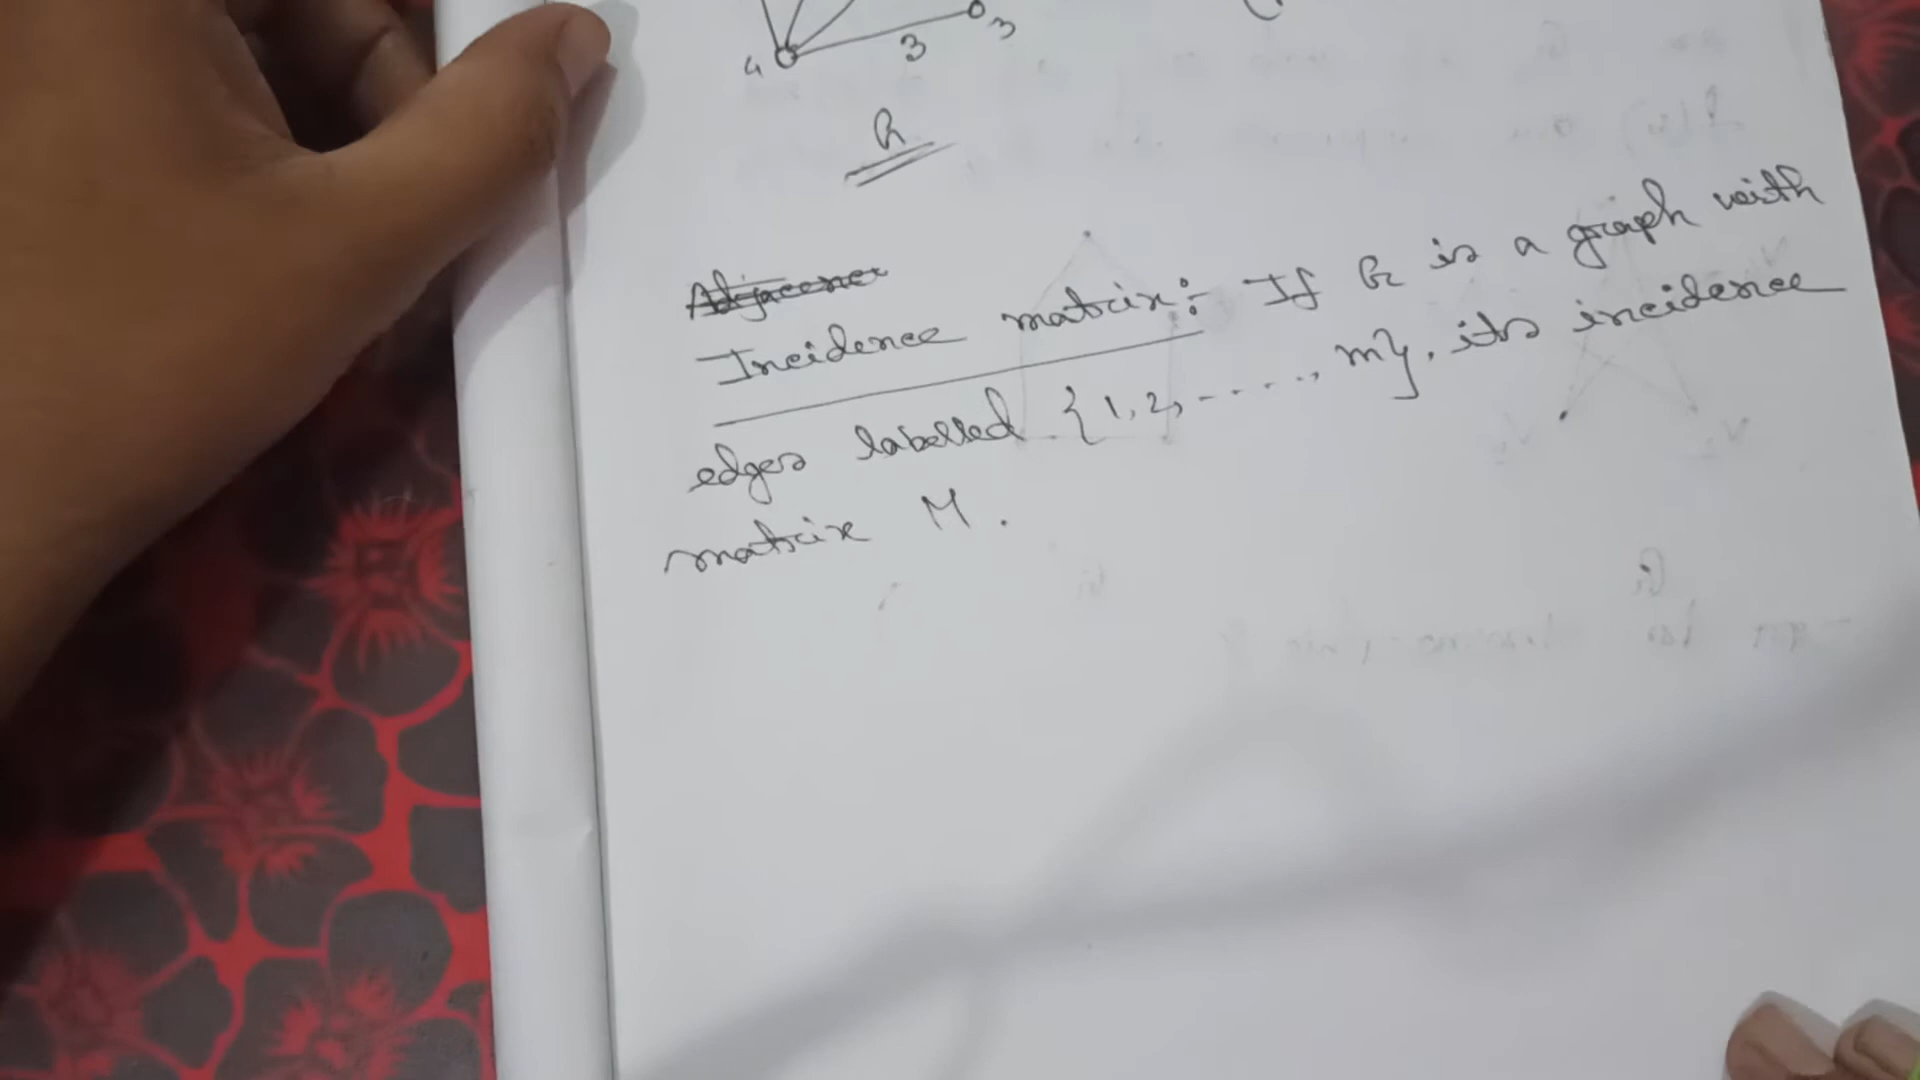 4 3 3
G
Adjacence
Incidence matrix :- If G is a graph with
edges labelled {1, 2, - - - - -, m}, its incidence
matrix M.